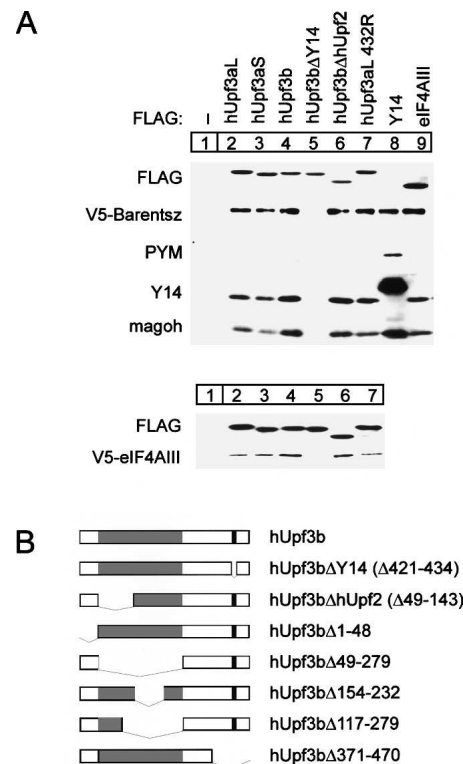 A
FLAG: – hUpf3aL hUpf3aS hUpf3b hUpf3bΔY14 hUpf3bΔhUpf2 hUpf3aL 432R Y14 eIF4AIII
1 2 3 4 5 6 7 8 9
FLAG
V5-Barentsz
PYM
Y14
magoh
1 2 3 4 5 6 7
FLAG
V5-eIF4AIII
B
hUpf3b
hUpf3bΔY14 (Δ421-434)
hUpf3bΔhUpf2 (Δ49-143)
hUpf3bΔ1-48
hUpf3bΔ49-279
hUpf3bΔ154-232
hUpf3bΔ117-279
hUpf3bΔ371-470